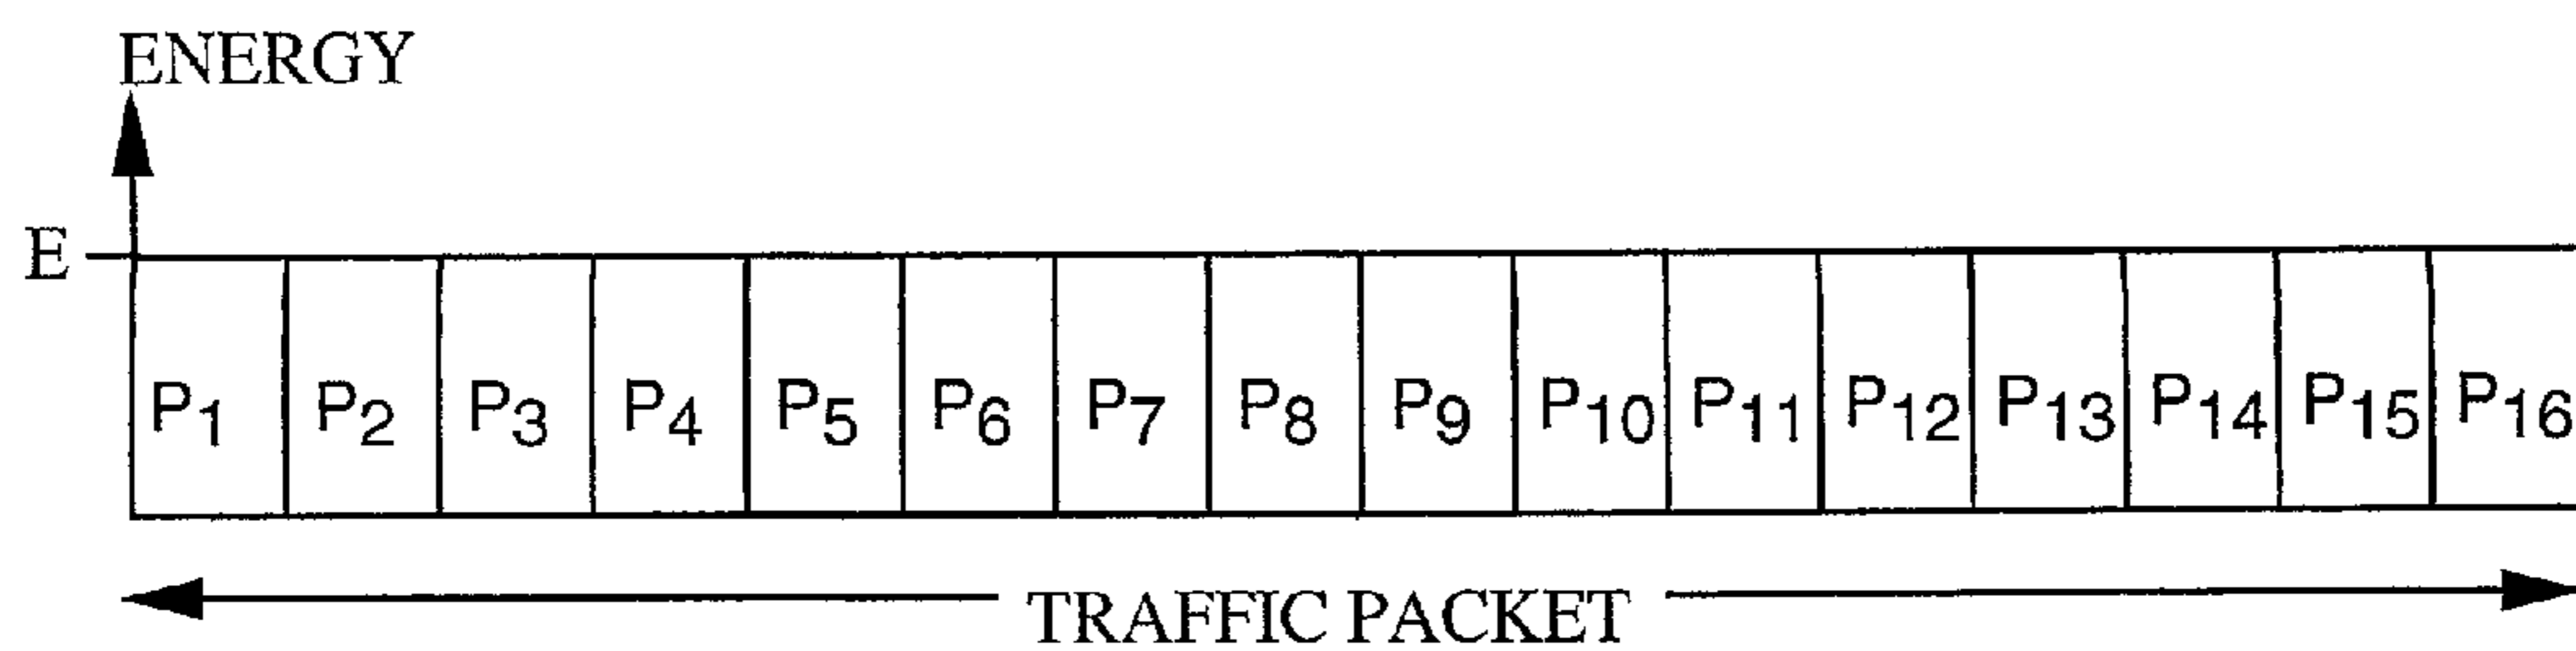 ENERGY
E
P1 P2 P3 P4 P5 P6 P7 P8 P9 P10 P11 P12 P13 P14 P15 P16
TRAFFIC PACKET